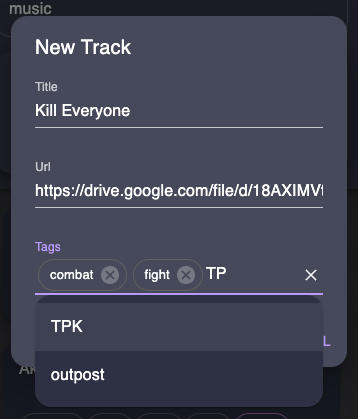 music
New Track
Title
Kill Everyone
Url
https://drive.google.com/file/d/18AXIMV
Tags
combat
fight
TP
TPK
outpost
L